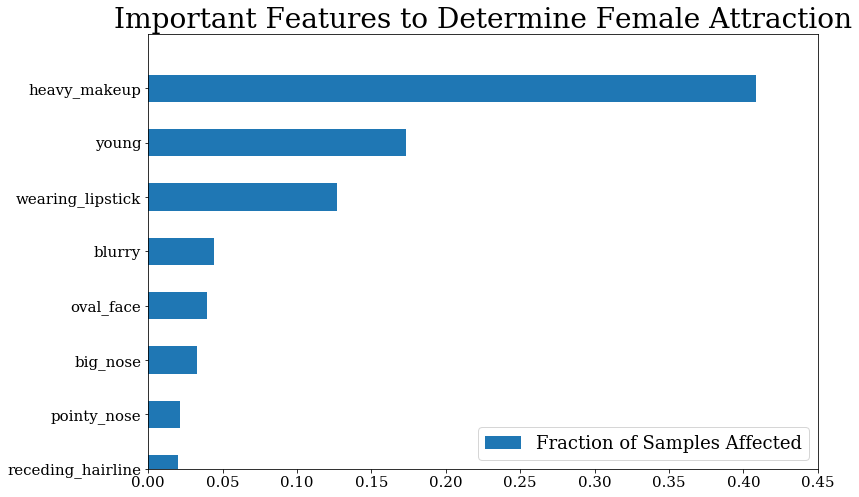 Important Features to Determine Female Attraction
heavy_makeup
young
wearing_lipstick
blurry
oval_face
big_nose
pointy_nose
receding_hairline
Fraction of Samples Affected
0.00 0.05 0.10 0.15 0.20 0.25 0.30 0.35 0.40 0.45